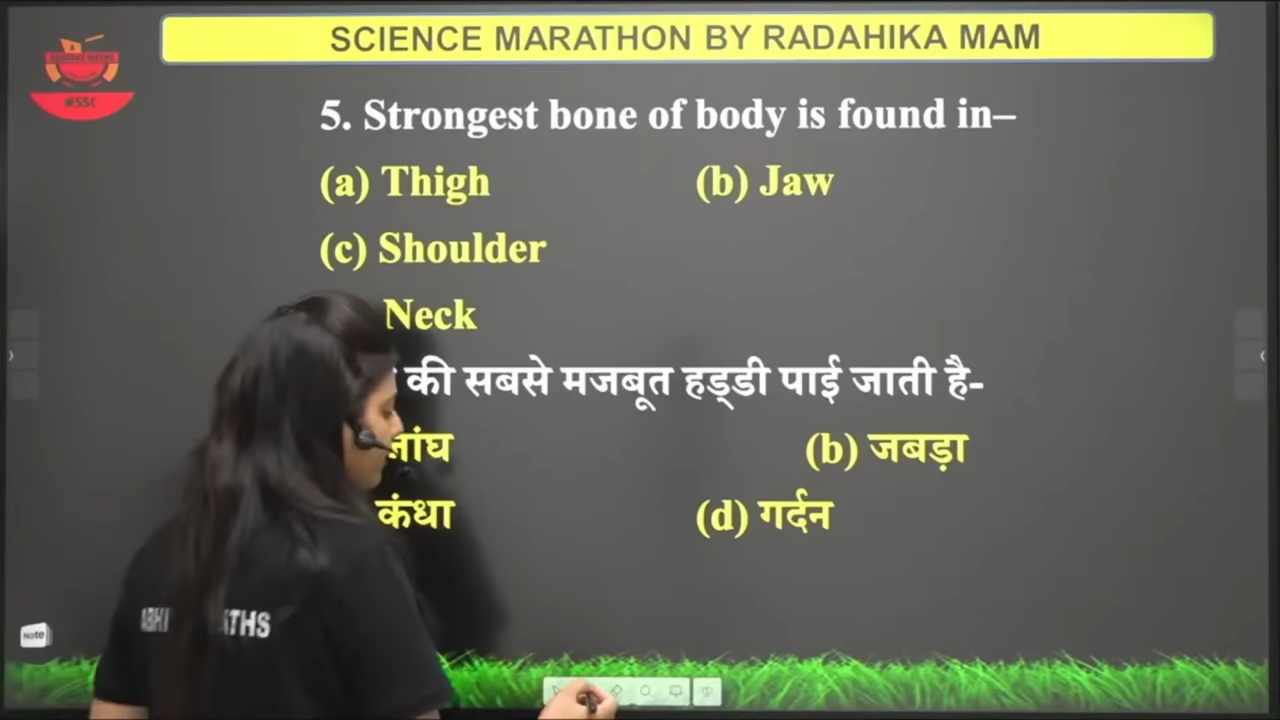 SCIENCE MARATHON BY RADAHIKA MAM
#SSC
5. Strongest bone of body is found in–
(a) Thigh (b) Jaw
(c) Shoulder
Neck
की सबसे मजबूत हड्डी पाई जाती है-
(b) जबड़ा
कंधा (d) गर्दन
Note